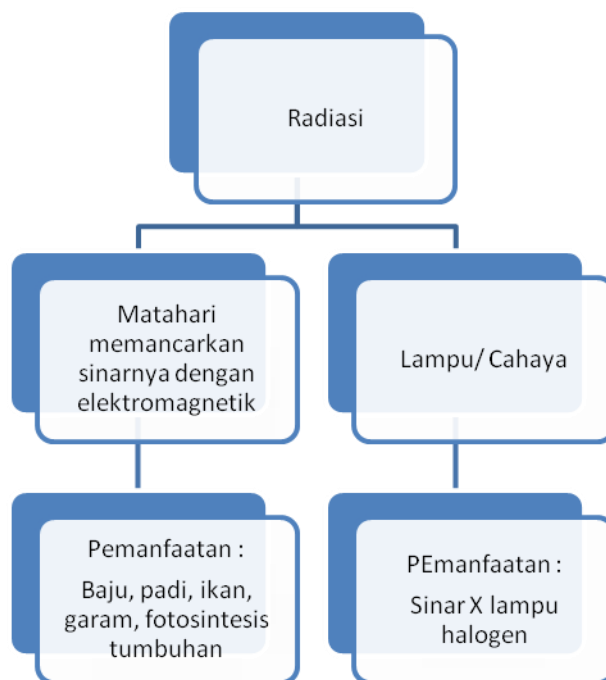 Radiasi
Matahari
memancarkan
sinarnya dengan
elektromagnetik
Lampu/ Cahaya
Pemanfaatan :
Baju, padi, ikan,
garam, fotosintesis
tumbuhan
PEmanfaatan :
Sinar X lampu
halogen